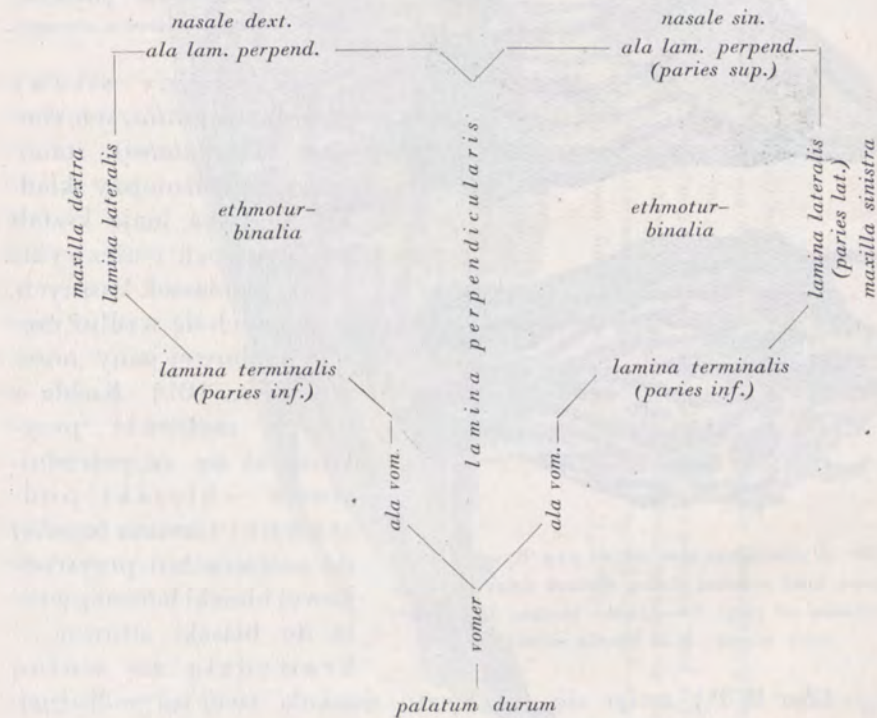 nasale dext.
nasale sin.
ala lam. perpend.
ala lam. perpend.
(paries sup.)
maxilla dextra
lamina lateralis
ethmotur–
binalia
lamina perpendicularis
ethmotur–
binalia
lamina lateralis
(paries lat.)
maxilla sinistra
lamina terminalis
(paries inf.)
lamina terminalis
(paries inf.)
ala vom.
ala vom.
vomer
palatum durum